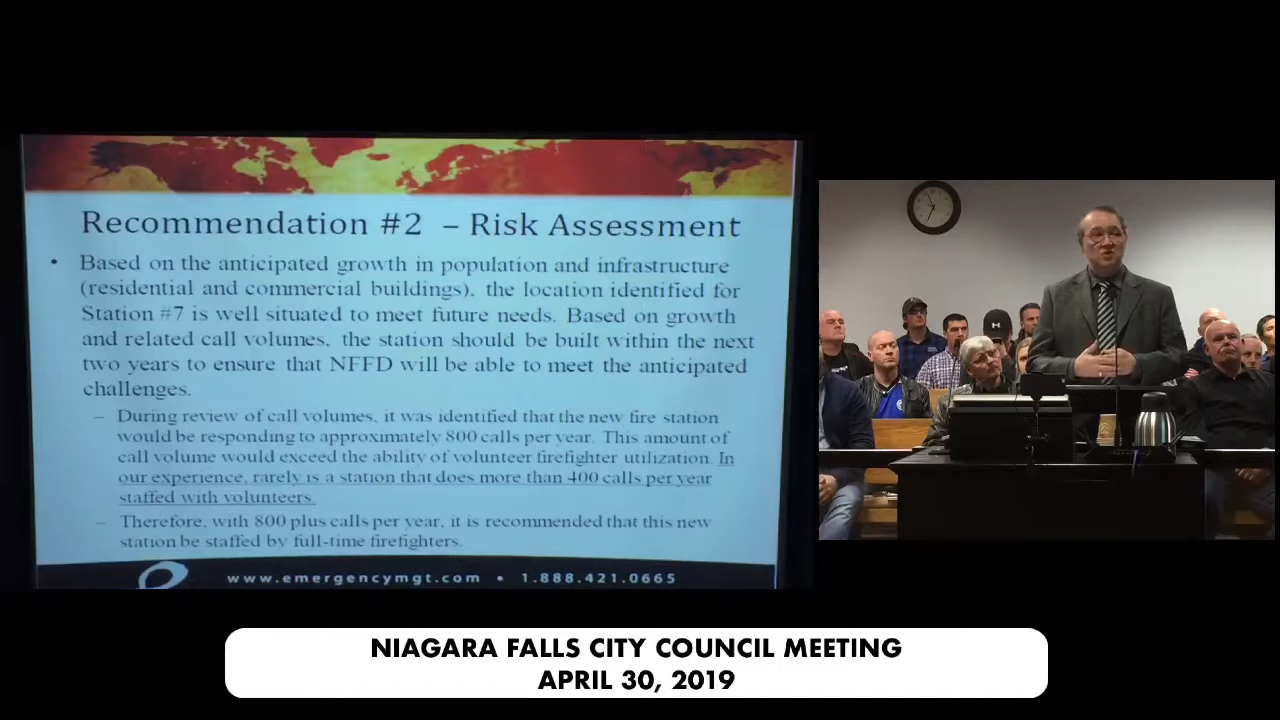 Recommendation #2 – Risk Assessment
• Based on the anticipated growth in population and infrastructure
(residential and commercial buildings), the location identified for
Station #7 is well situated to meet future needs. Based on growth
and related call volumes, the station should be built within the next
two years to ensure that NFFD will be able to meet the anticipated
challenges.
– During review of call volumes, it was identified that the new fire station
would be responding to approximately 800 calls per year. This amount of
call volume would exceed the ability of volunteer firefighter utilization. In
our experience, rarely is a station that does more than 400 calls per year
staffed with volunteers.
– Therefore, with 800 plus calls per year, it is recommended that this new
station be staffed by full-time firefighters.
www.emergencymgt.com • 1.888.421.0665
NIAGARA FALLS CITY COUNCIL MEETING
APRIL 30, 2019